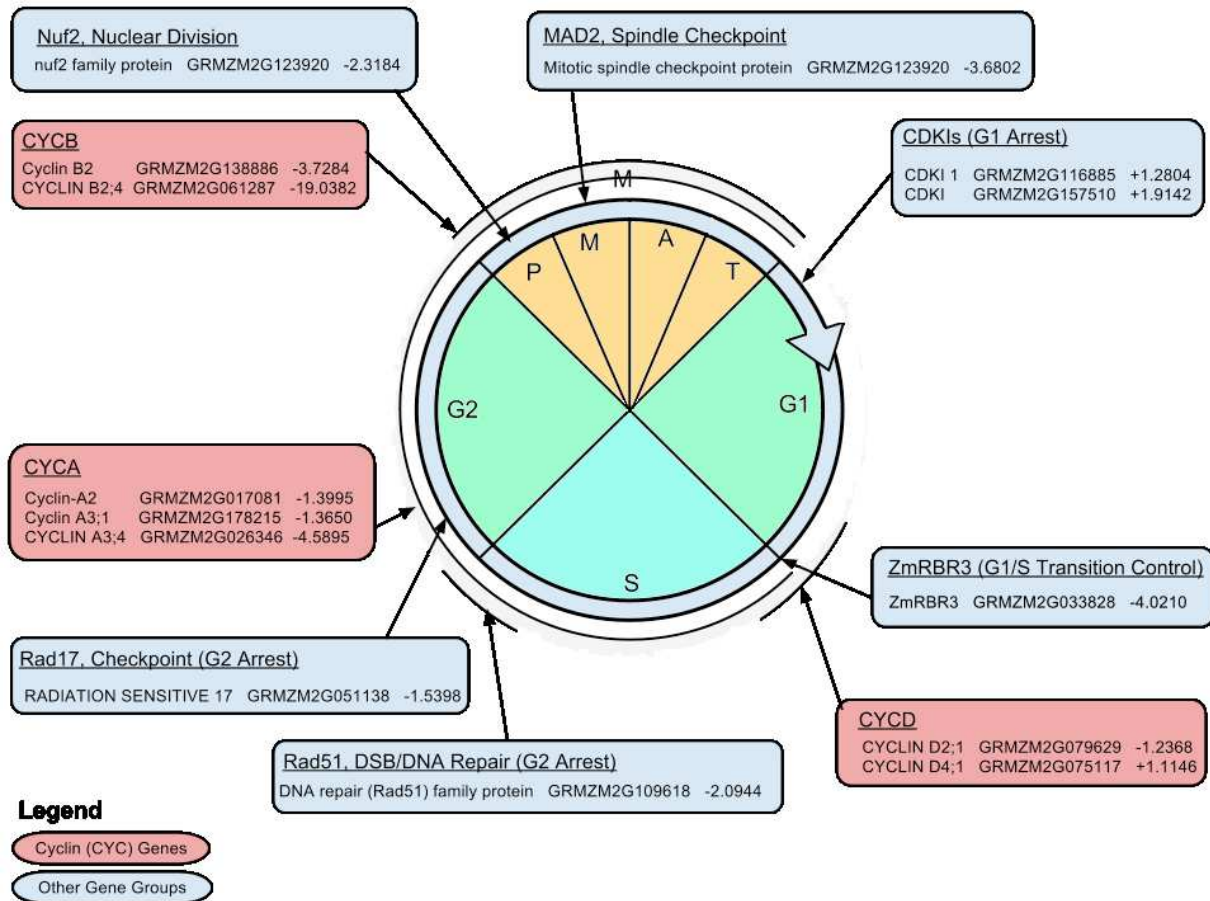 Nuf2, Nuclear Division
nuf2 family protein GRMZM2G123920 -2.3184
MAD2, Spindle Checkpoint
Mitotic spindle checkpoint protein GRMZM2G123920 -3.6802
CYCB
Cyclin B2 GRMZM2G138886 -3.7284
CYCLIN B2;4 GRMZM2G061287 -19.0382
CDKIs (G1 Arrest)
CDKI 1 GRMZM2G116885 +1.2804
CDKI GRMZM2G157510 +1.9142
M
P M A T
G2 G1
S
CYCA
Cyclin-A2 GRMZM2G017081 -1.3995
Cyclin A3;1 GRMZM2G178215 -1.3650
CYCLIN A3;4 GRMZM2G026346 -4.5895
ZmRBR3 (G1/S Transition Control)
ZmRBR3 GRMZM2G033828 -4.0210
Rad17, Checkpoint (G2 Arrest)
RADIATION SENSITIVE 17 GRMZM2G051138 -1.5398
CYCD
CYCLIN D2;1 GRMZM2G079629 -1.2368
CYCLIN D4;1 GRMZM2G075117 +1.1146
Rad51, DSB/DNA Repair (G2 Arrest)
DNA repair (Rad51) family protein GRMZM2G109618 -2.0944
Legend
Cyclin (CYC) Genes
Other Gene Groups